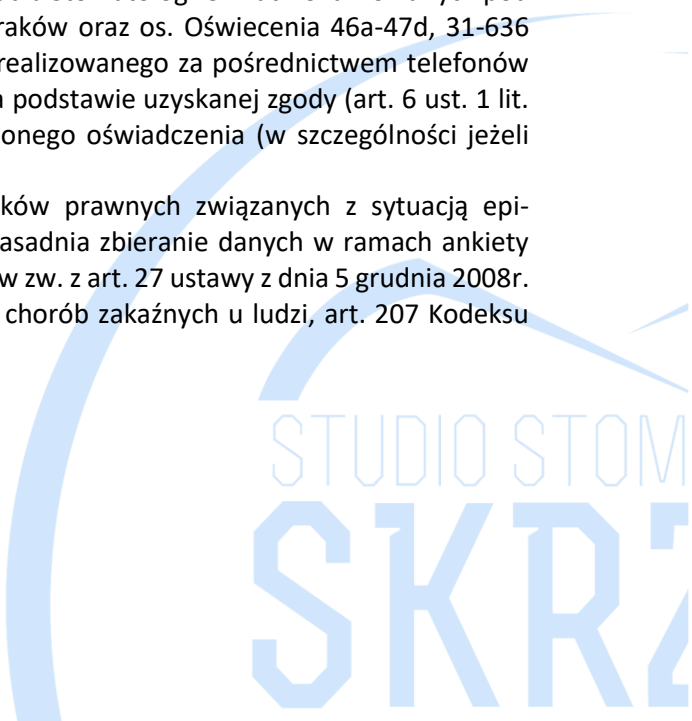 raków oraz os. Oświecenia 46a-47d, 31-636
realizowanego za pośrednictwem telefonów
podstawie uzyskanej zgody (art. 6 ust. 1 lit.
onego oświadczenia (w szczególności jeżeli
ków prawnych związanych z sytuacją epi-
asadnia zbieranie danych w ramach ankiety
w zw. z art. 27 ustawy z dnia 5 grudnia 2008r.
chorób zakaźnych u ludzi, art. 207 Kodeksu
STUDIO STOM
SKRZ